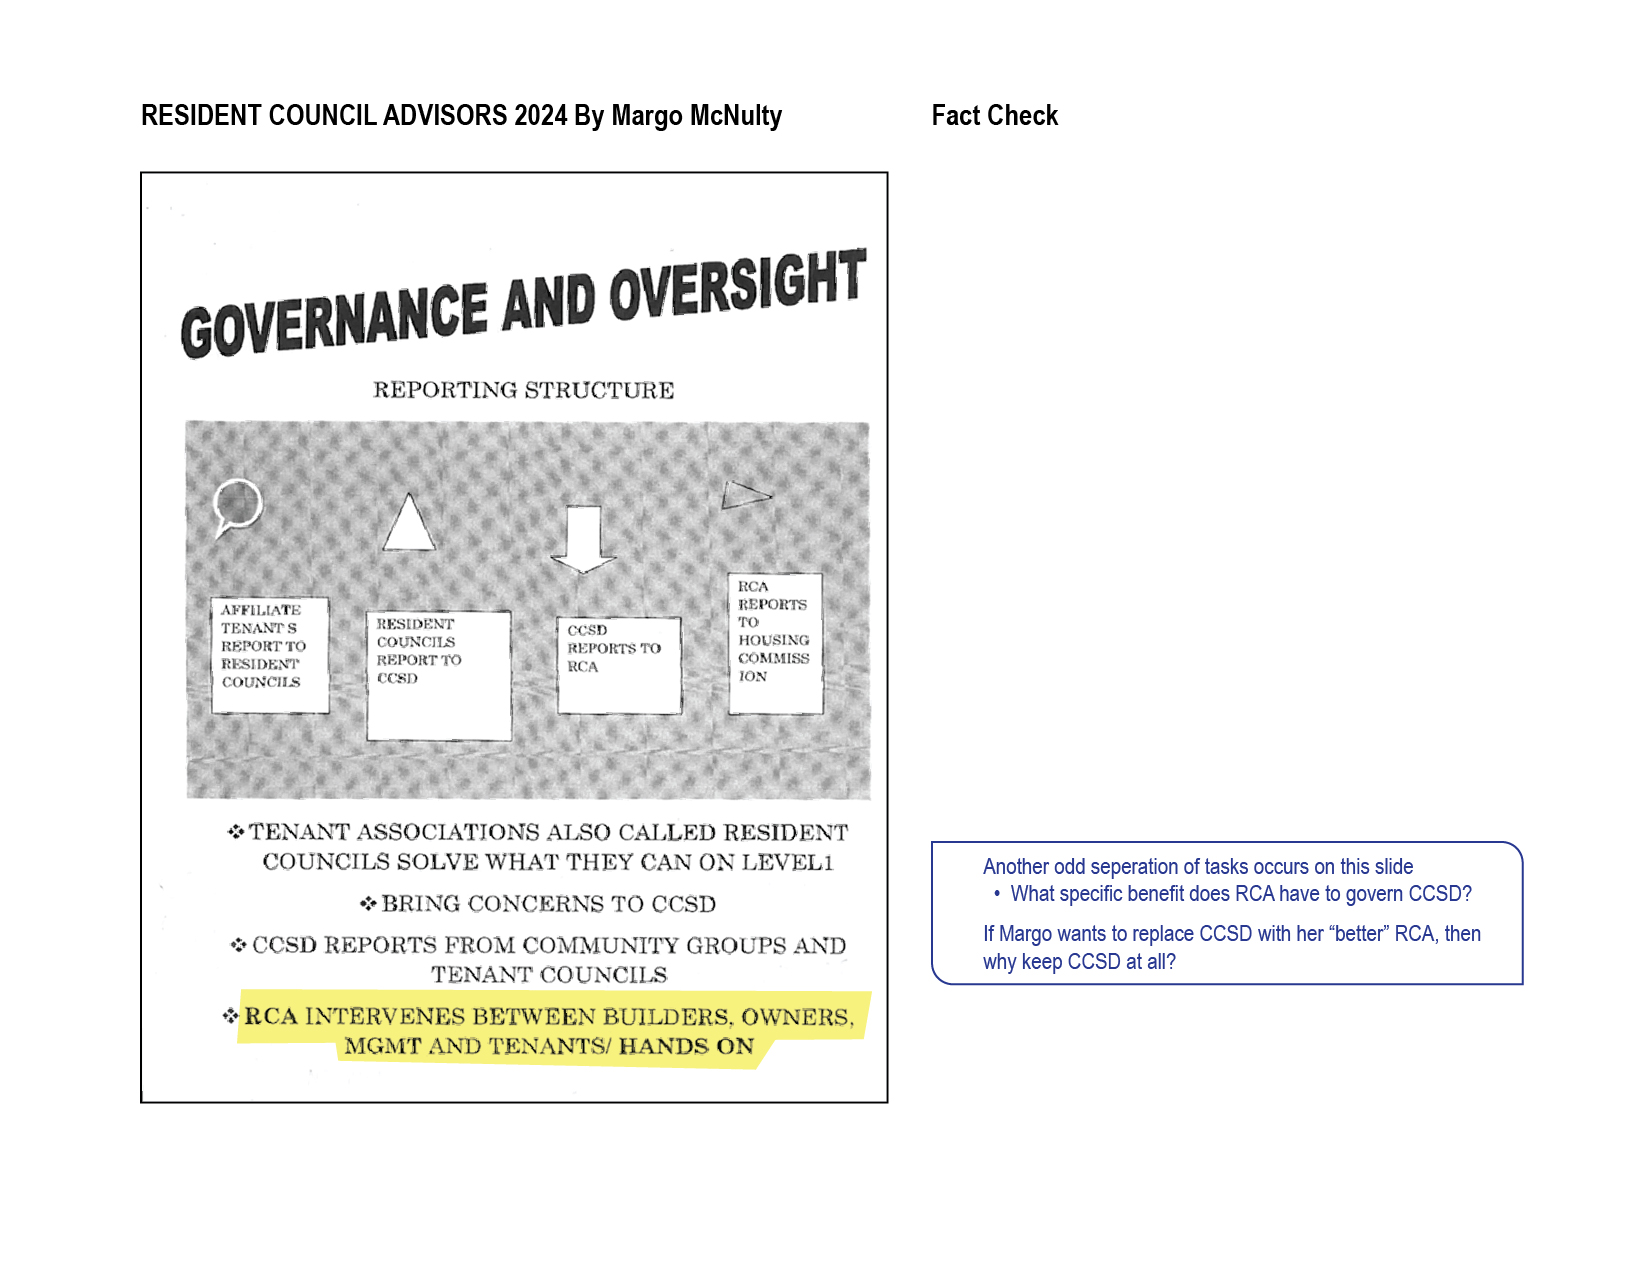 RESIDENT COUNCIL ADVISORS 2024 By Margo McNulty
Fact Check
GOVERNANCE AND OVERSIGHT
REPORTING STRUCTURE
AFFILIATE
TENANT S
REPORT TO
RESIDENT
COUNCILS
RESIDENT
COUNCILS
REPORT TO
CCSD
CCSD
REPORTS TO
RCA
RCA
REPORTS
TO
HOUSING
COMMISS
ION
❖TENANT ASSOCIATIONS ALSO CALLED RESIDENT
COUNCILS SOLVE WHAT THEY CAN ON LEVEL1
❖BRING CONCERNS TO CCSD
❖CCSD REPORTS FROM COMMUNITY GROUPS AND
TENANT COUNCILS
❖RCA INTERVENES BETWEEN BUILDERS, OWNERS,
MGMT AND TENANTS/ HANDS ON
Another odd seperation of tasks occurs on this slide
• What specific benefit does RCA have to govern CCSD?
If Margo wants to replace CCSD with her “better” RCA, then
why keep CCSD at all?